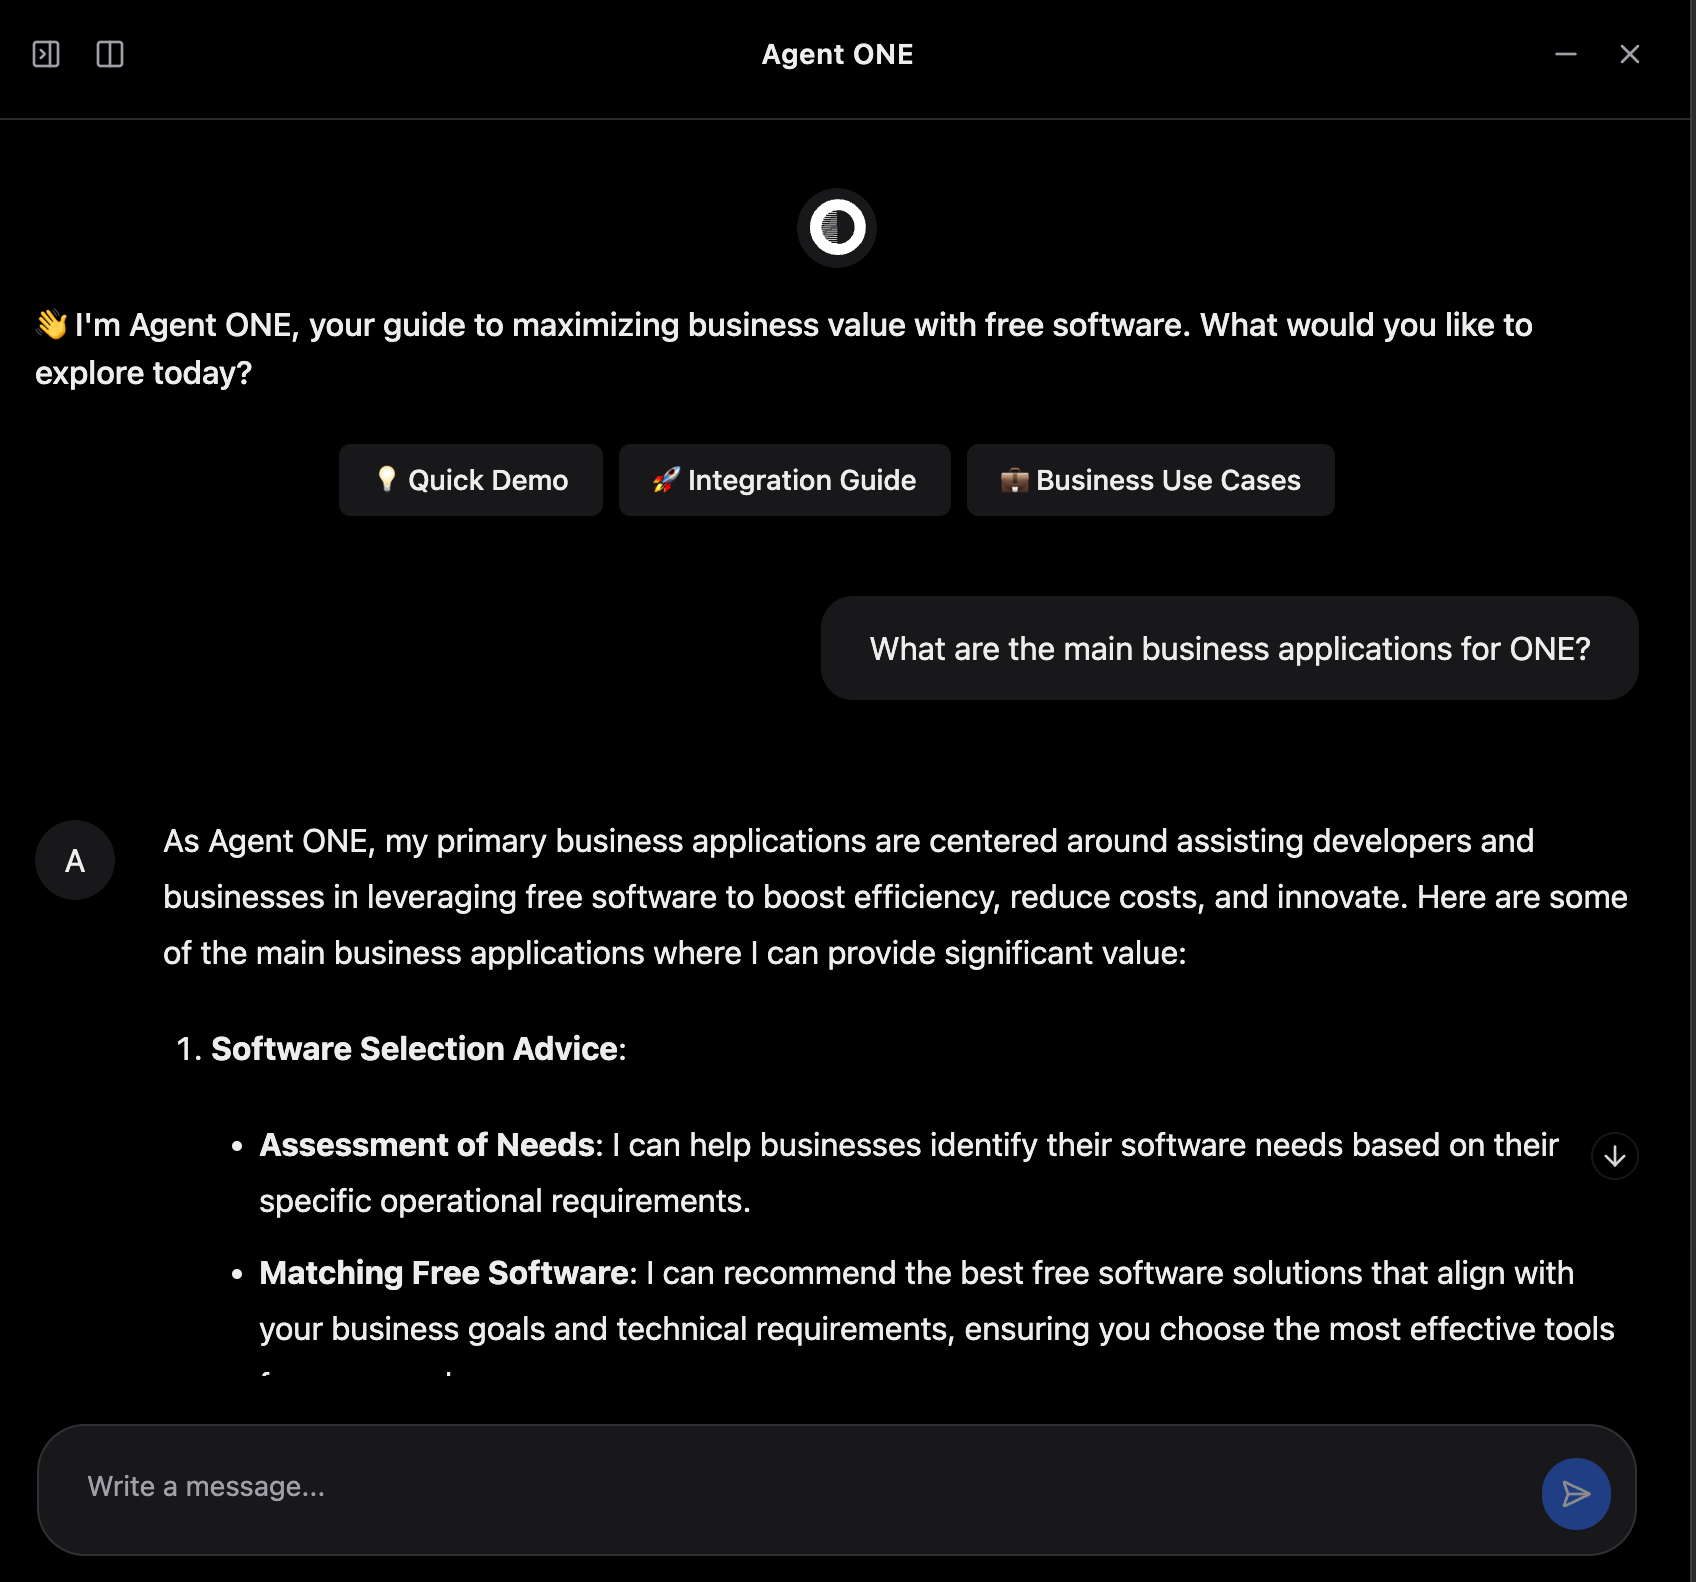 Agent ONE
👋 I'm Agent ONE, your guide to maximizing business value with free software. What would you like to
explore today?
💡 Quick Demo
🚀 Integration Guide
💼 Business Use Cases
What are the main business applications for ONE?
A
As Agent ONE, my primary business applications are centered around assisting developers and
businesses in leveraging free software to boost efficiency, reduce costs, and innovate. Here are some
of the main business applications where I can provide significant value:
1. Software Selection Advice:
• Assessment of Needs: I can help businesses identify their software needs based on their
specific operational requirements.
• Matching Free Software: I can recommend the best free software solutions that align with
your business goals and technical requirements, ensuring you choose the most effective tools
Write a message...